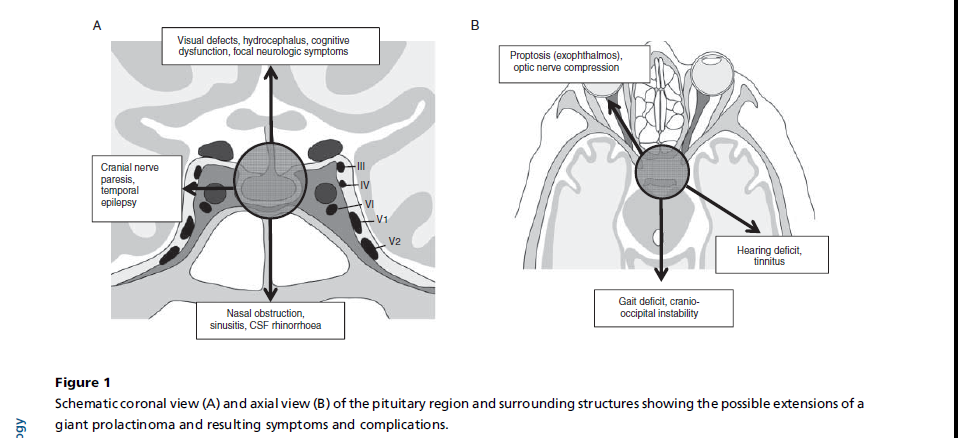 A
Visual defects, hydrocephalus, cognitive
dysfunction, focal neurologic symptoms
Cranial nerve
paresis,
temporal
epilepsy
III
IV
VI
V1
V2
Nasal obstruction,
sinusitis, CSF rhinorrhoea
B
Proptosis (exophthalmos),
optic nerve compression
Hearing deficit,
tinnitus
Gait deficit, cranio-
occipital instability
Figure 1
Schematic coronal view (A) and axial view (B) of the pituitary region and surrounding structures showing the possible extensions of a
giant prolactinoma and resulting symptoms and complications.
ogy